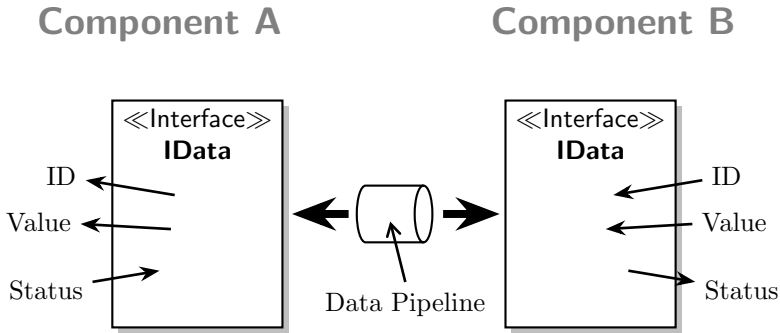 Component A
Component B
≪Interface≫
IData
≪Interface≫
IData
ID
Value
Status
ID
Value
Status
Data Pipeline